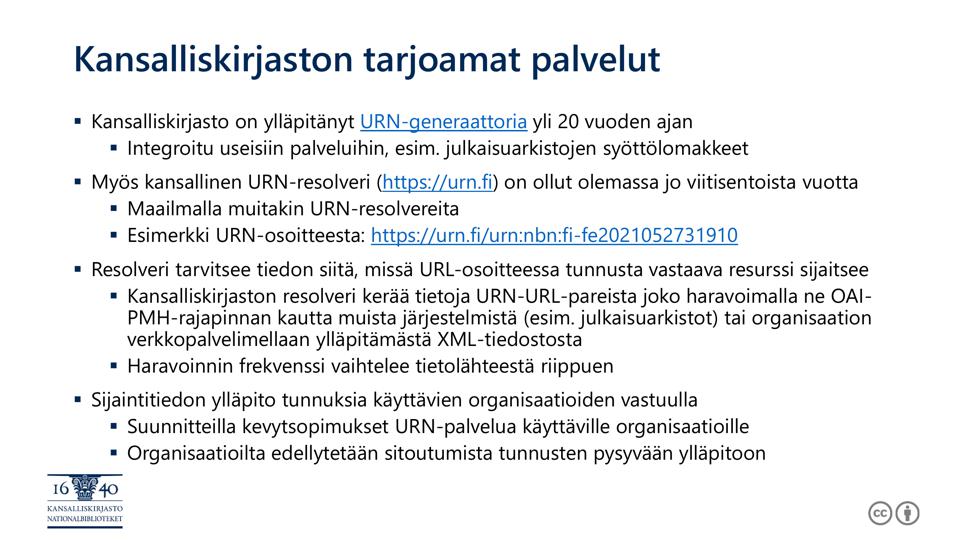 Kansalliskirjaston tarjoamat palvelut
▪ Kansalliskirjasto on ylläpitänyt URN-generaattoria yli 20 vuoden ajan
▪ Integroitu useisiin palveluihin, esim. julkaisuarkistojen syöttölomakkeet
▪ Myös kansallinen URN-resolveri (https://urn.fi) on ollut olemassa jo viitisentoista vuotta
▪ Maailmalla muitakin URN-resolvereita
▪ Esimerkki URN-osoitteesta: https://urn.fi/urn:nbn:fi-fe2021052731910
▪ Resolveri tarvitsee tiedon siitä, missä URL-osoitteessa tunnusta vastaava resurssi sijaitsee
▪ Kansalliskirjaston resolveri kerää tietoja URN-URL-pareista joko haravoimalla ne OAI-
PMH-rajapinnan kautta muista järjestelmistä (esim. julkaisuarkistot) tai organisaation
verkkopalvelimellaan ylläpitämästä XML-tiedostosta
▪ Haravoinnin frekvenssi vaihtelee tietolähteestä riippuen
▪ Sijaintitiedon ylläpito tunnuksia käyttävien organisaatioiden vastuulla
▪ Suunnitteilla kevytsopimukset URN-palvelua käyttäville organisaatioille
▪ Organisaatioilta edellytetään sitoutumista tunnusten pysyvään ylläpitoon
16 40
KANSALLISKIRJASTO
NATIONALBIBLIOTEKET
cc